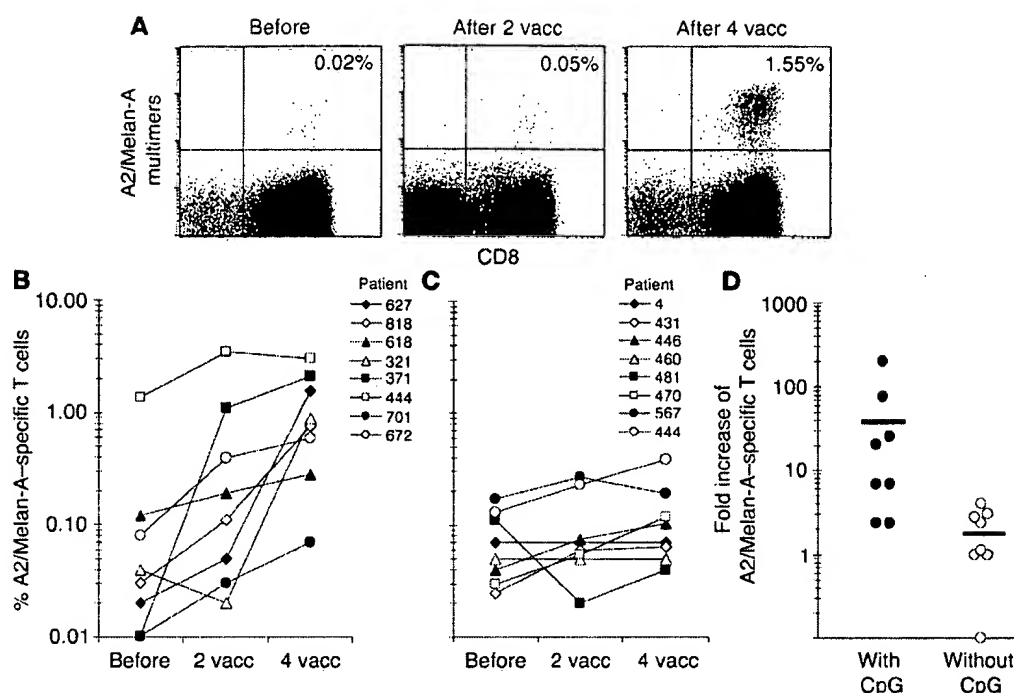 A
Before
After 2 vacc
After 4 vacc
0.02%
0.05%
1.55%
A2/Melan-A
multimers
CD8
B
% A2/Melan-A–specific T cells
10.00
1.00
0.10
0.01
Before
2 vacc
4 vacc
Patient
627
818
618
321
371
444
701
672
C
Patient
4
431
446
460
481
470
567
444
Before
2 vacc
4 vacc
D
Fold increase of
A2/Melan-A–specific T cells
1000
100
10
1
With
CpG
Without
CpG